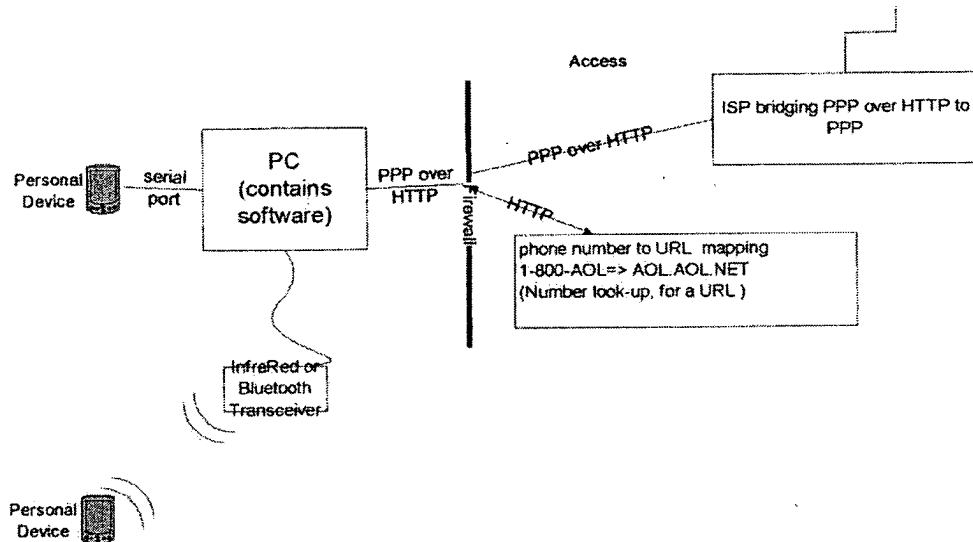 Access
ISP bridging PPP over HTTP to
PPP
PPP over HTTP
Personal
Device
serial
port
PC
(contains
software)
PPP over
HTTP
Firewall
HTTP
phone number to URL mapping
1-800-AOL=> AOL.AOL.NET
(Number look-up, for a URL )
InfraRed or
Bluetooth
Transceiver
Personal
Device